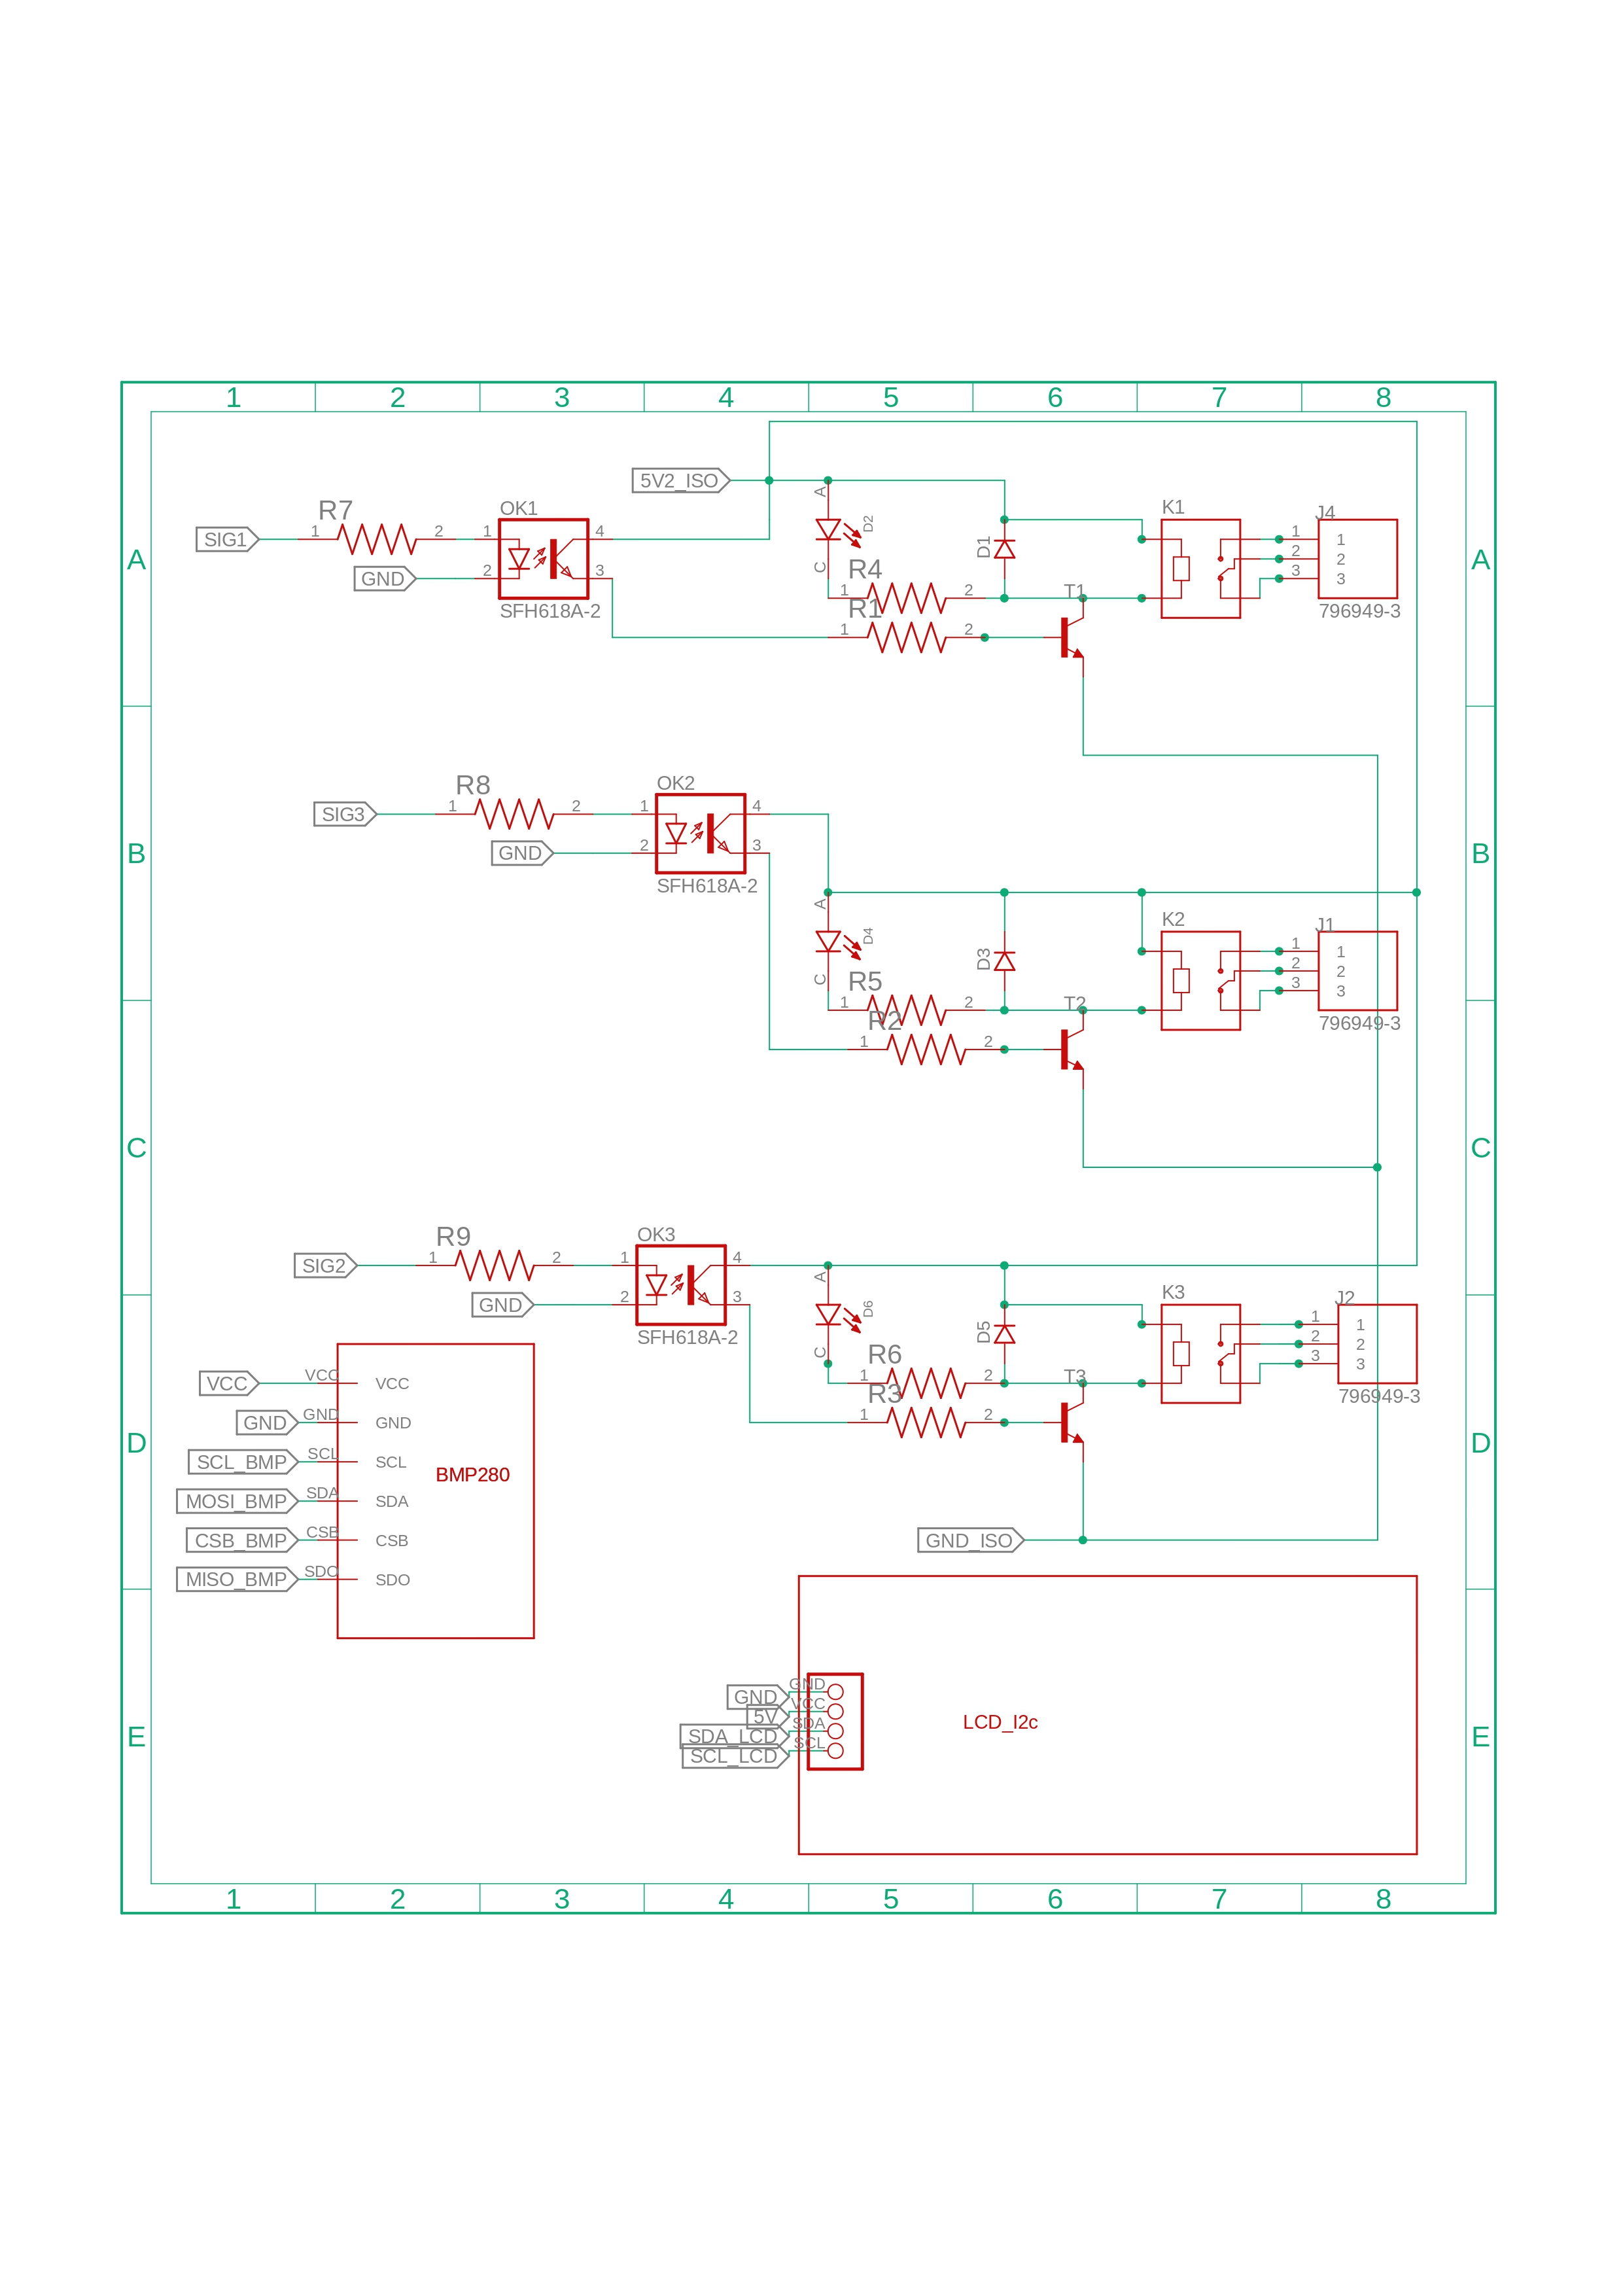 1 2 3 4 5 6 7 8
A
A
5V2_ISO
SIG1
R7
1 2
GND
OK1
1
2
4
3
SFH618A-2
A
D2
C
D1
R4
1 2
R1
1 2
T1
K1
J4
1 1
2 2
3 3
796949-3
B
B
SIG3
R8
1 2
GND
OK2
1
2
4
3
SFH618A-2
A
D4
C
D3
R5
1 2
R2
1 2
T2
K2
J1
1 1
2 2
3 3
796949-3
C
C
SIG2
R9
1 2
GND
OK3
1
2
4
3
SFH618A-2
A
D6
C
D5
R6
1 2
R3
1 2
T3
K3
J2
1 1
2 2
3 3
796949-3
D
D
VCC VCC VCC
GND GND GND
SCL_BMP SCL SCL
BMP280
MOSI_BMP SDA SDA
CSB_BMP CSB CSB
MISO_BMP SDO SDO
GND_ISO
E
E
GND GND
5V VCC
SDA_LCD SDA
SCL_LCD SCL
LCD_I2c
1 2 3 4 5 6 7 8